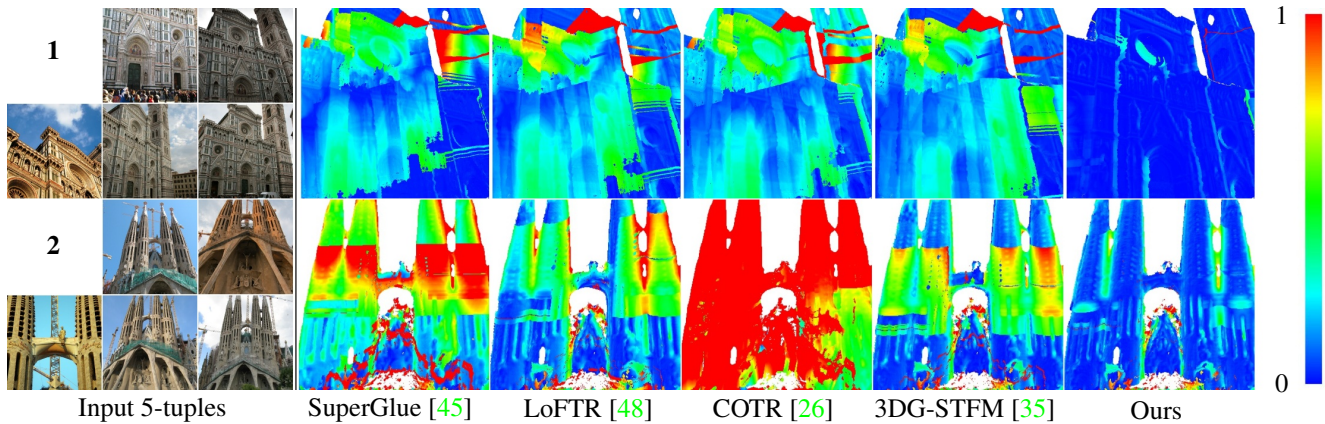 1
2
Input 5-tuples
SuperGlue [45]
LoFTR [48]
COTR [26]
3DG-STFM [35]
Ours
1
0